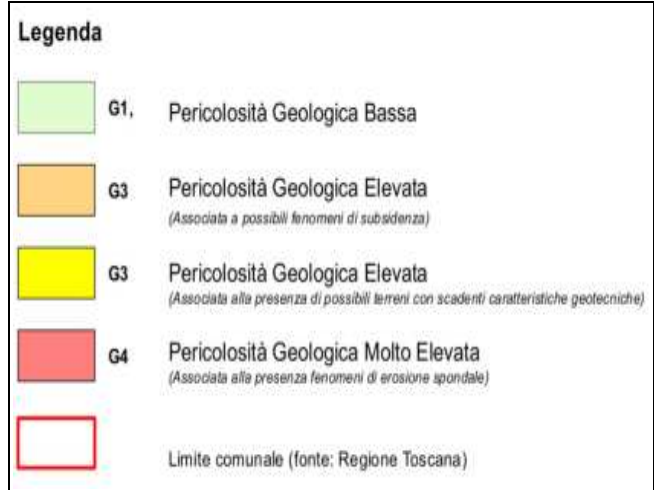 Legenda
G1, Pericolosità Geologica Bassa
G3 Pericolosità Geologica Elevata
(Associata a possibili fenomeni di subsidenza)
G3 Pericolosità Geologica Elevata
(Associata alla presenza di possibili terreni con scadenti caratteristiche geotecniche)
G4 Pericolosità Geologica Molto Elevata
(Associata alla presenza fenomeni di erosione spondale)
Limite comunale (fonte: Regione Toscana)